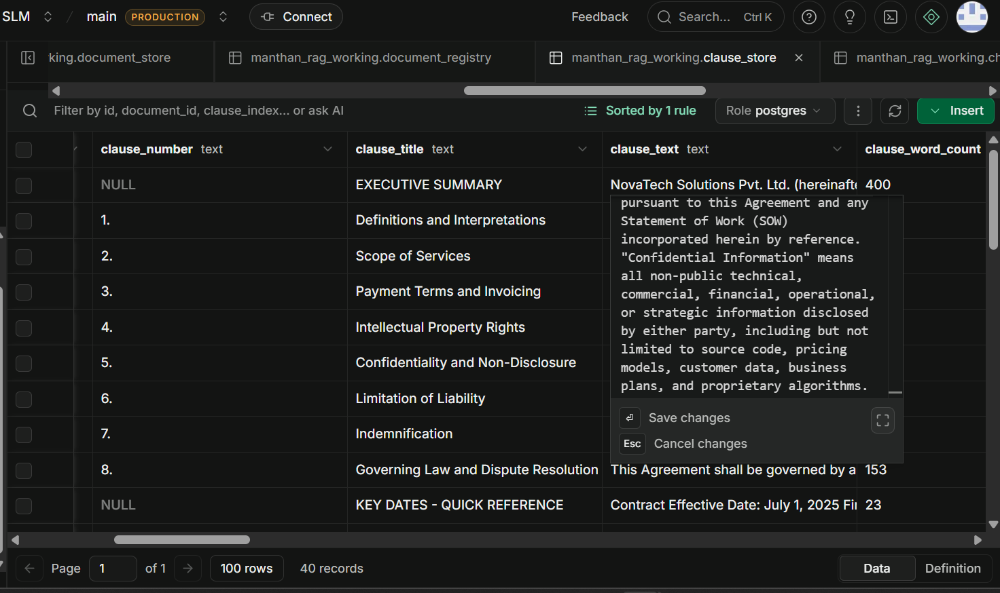 SLM
main
PRODUCTION
Connect
Feedback
Search...
Ctrl K
king.document_store
manthan_rag_working.document_registry
manthan_rag_working.clause_store
manthan_rag_working.ch
Filter by id, document_id, clause_index... or ask AI
Sorted by 1 rule
Role postgres
Insert
clause_number text
clause_title text
clause_text text
clause_word_count
NULL
EXECUTIVE SUMMARY
NovaTech Solutions Pvt. Ltd. (hereinafte
400
1.
Definitions and Interpretations
2.
Scope of Services
3.
Payment Terms and Invoicing
4.
Intellectual Property Rights
5.
Confidentiality and Non-Disclosure
6.
Limitation of Liability
7.
Indemnification
pursuant to this Agreement and any
Statement of Work (SOW)
incorporated herein by reference.
"Confidential Information" means
all non-public technical,
commercial, financial, operational,
or strategic information disclosed
by either party, including but not
limited to source code, pricing
models, customer data, business
plans, and proprietary algorithms.
Save changes
Esc Cancel changes
8.
Governing Law and Dispute Resolution
This Agreement shall be governed by a
153
NULL
KEY DATES - QUICK REFERENCE
Contract Effective Date: July 1, 2025 Fi
23
Page 1 of 1
100 rows
40 records
Data
Definition